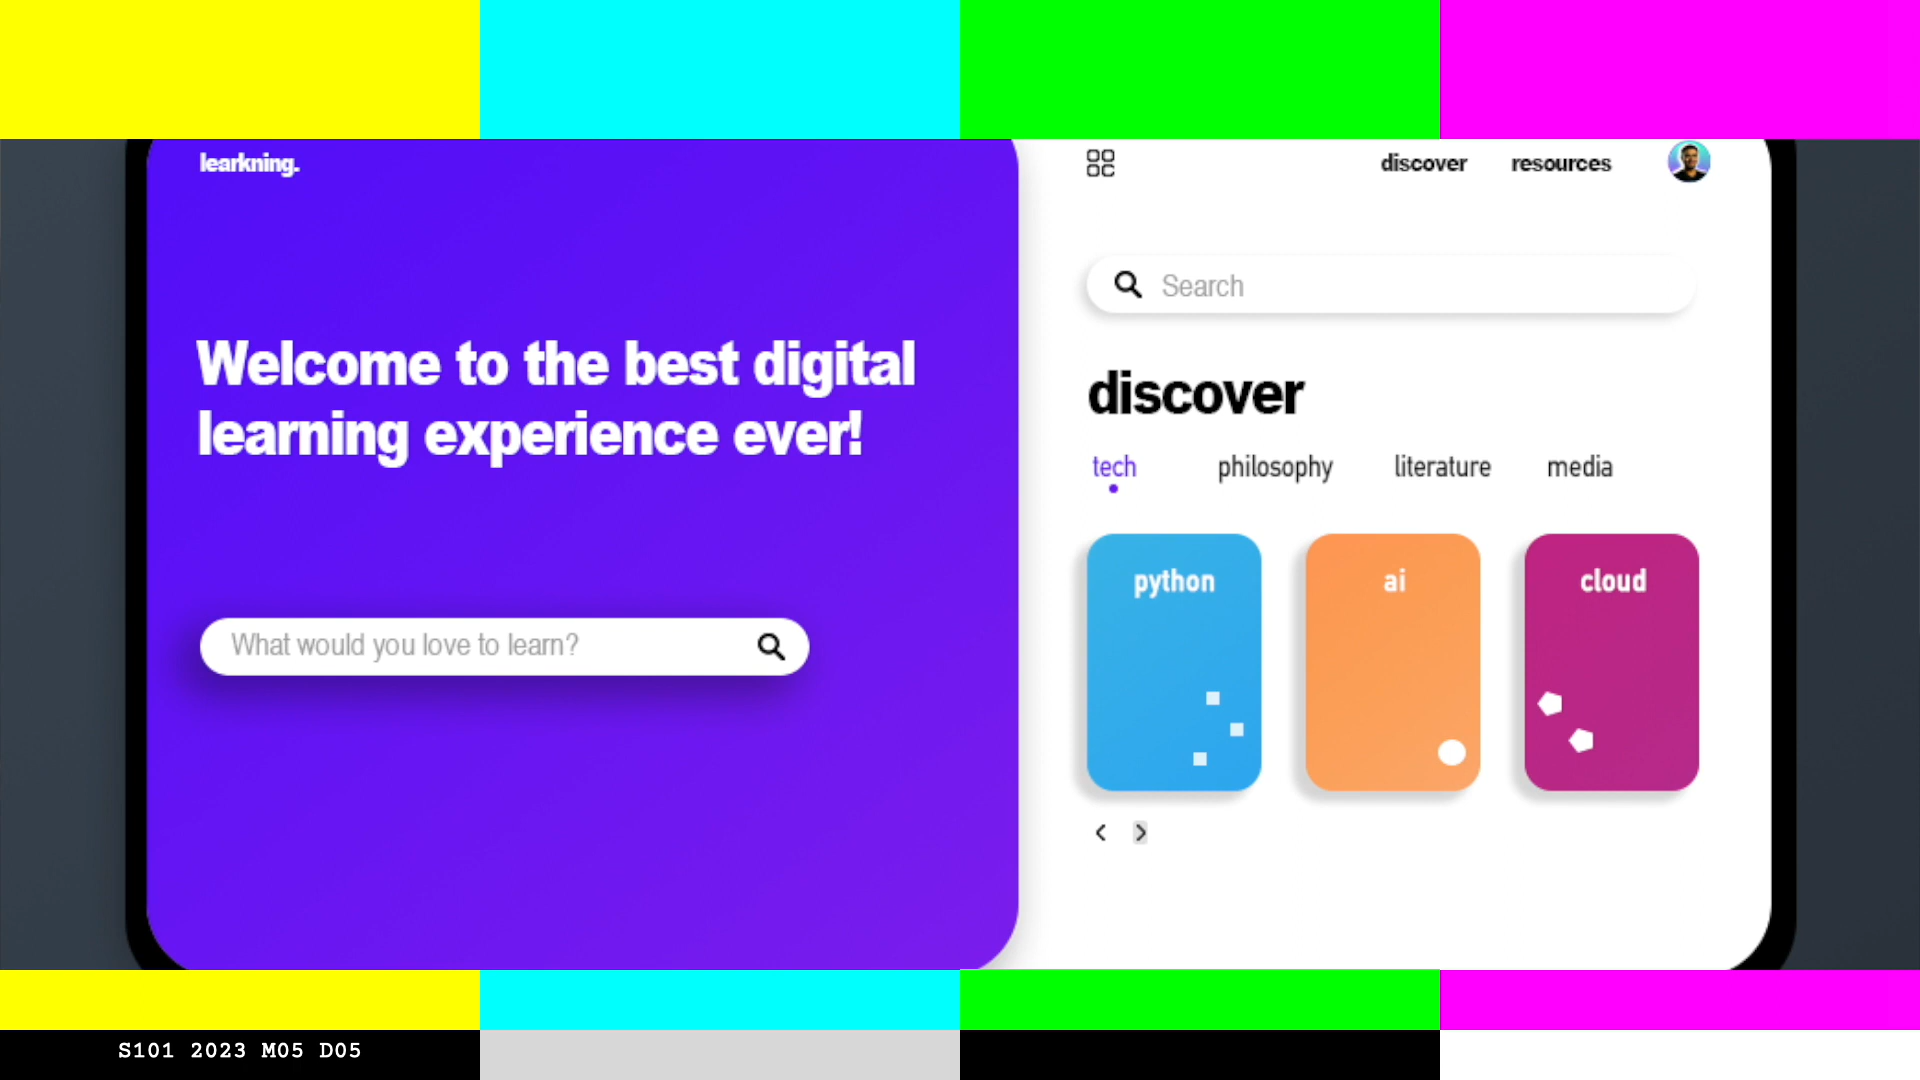 learkning.
discover resources
Search
Welcome to the best digital
learning experience ever!
discover
tech philosophy literature media
What would you love to learn?
python ai cloud
S101 2023 M05 D05